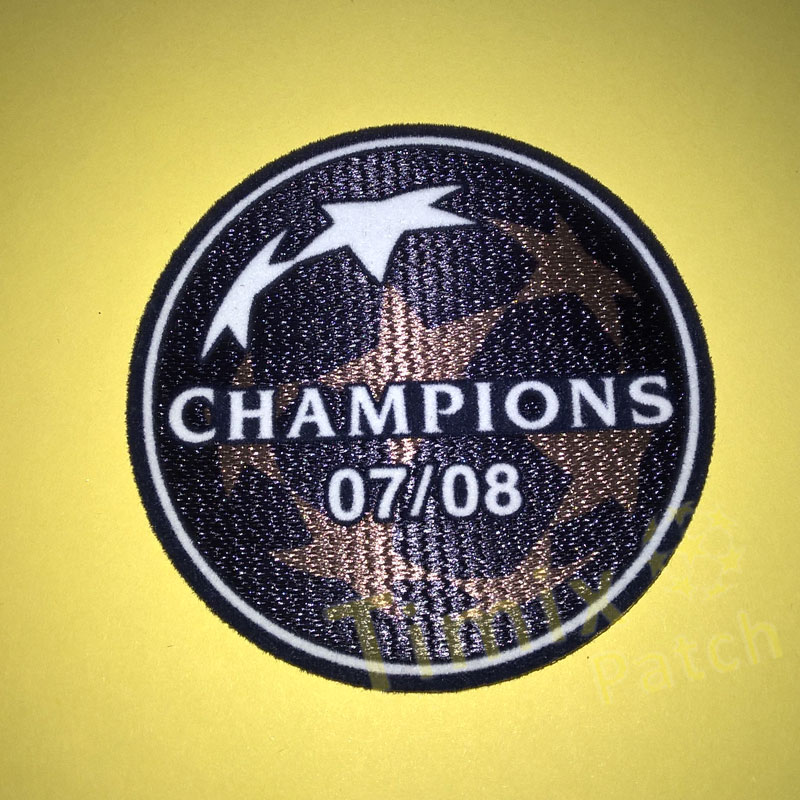 CHAMPIONS
07/08
Timix
Patch